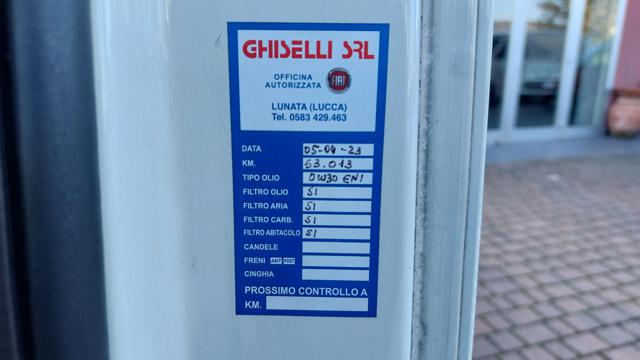 GHISELLI SRL
OFFICINA
AUTORIZZATA
FIAT
LUNATA (LUCCA)
Tel. 0583 429.463
DATA 05-04-23
KM. 63.013
TIPO OLIO 0W30 ENI
FILTRO OLIO SI
FILTRO ARIA SI
FILTRO CARB. SI
FILTRO ABITACOLO SI
CANDELE
FRENI ANT POST
CINGHIA
PROSSIMO CONTROLLO A
KM.